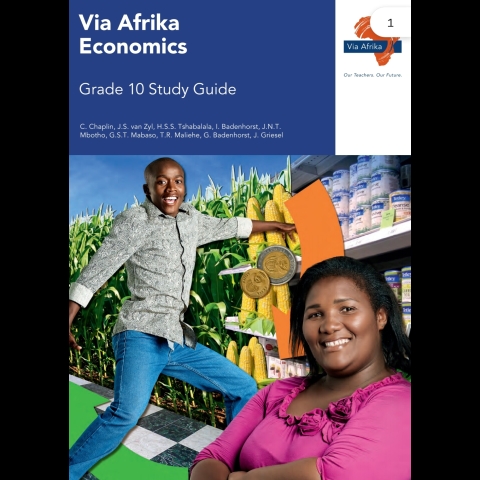 Via Afrika
Economics
1
Via Afrika
Our Teachers. Our Future.
Grade 10 Study Guide
C. Chaplin, J.S. van Zyl, H.S.S. Tshabalala, I. Badenhorst, J.N.T.
Mbotho, G.S.T. Mabaso, T.R. Maliehe, G. Badenhorst, J. Griesel